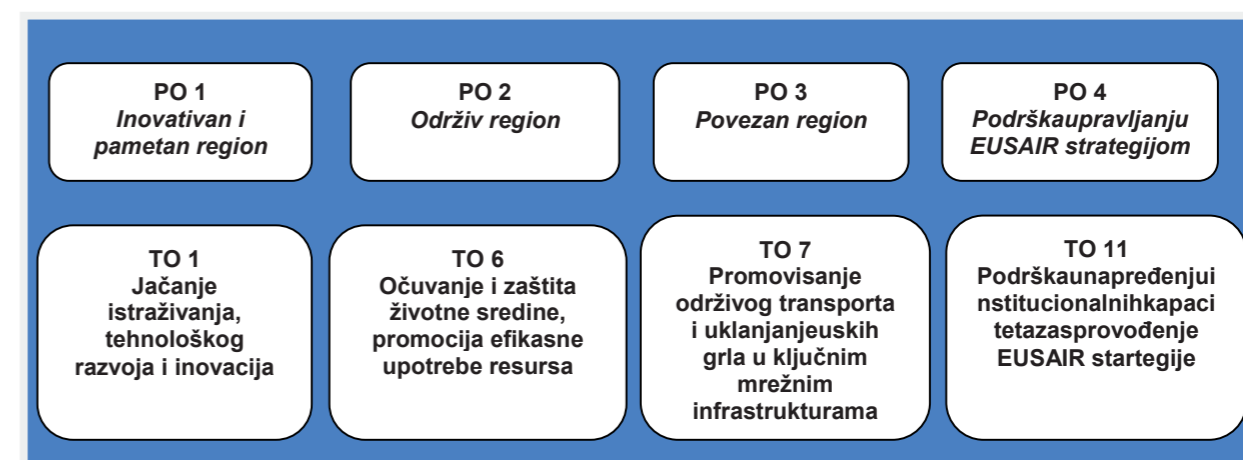 PO 1
Inovativan i
pametan region
PO 2
Održiv region
PO 3
Povezan region
PO 4
Podrškaupravljanju
EUSAIR strategijom
TO 1
Jačanje
istraživanja,
tehnološkog
razvoja i inovacija
TO 6
Očuvanje i zaštita
životne sredine,
promocija efikasne
upotrebe resursa
TO 7
Promovisanje
održivog transporta
i uklanjanjeuskih
grla u ključnim
mrežnim
infrastrukturama
TO 11
Podrškaunapređenjui
nstitucionalnihkapaci
tetazasprovođenje
EUSAIR startegije